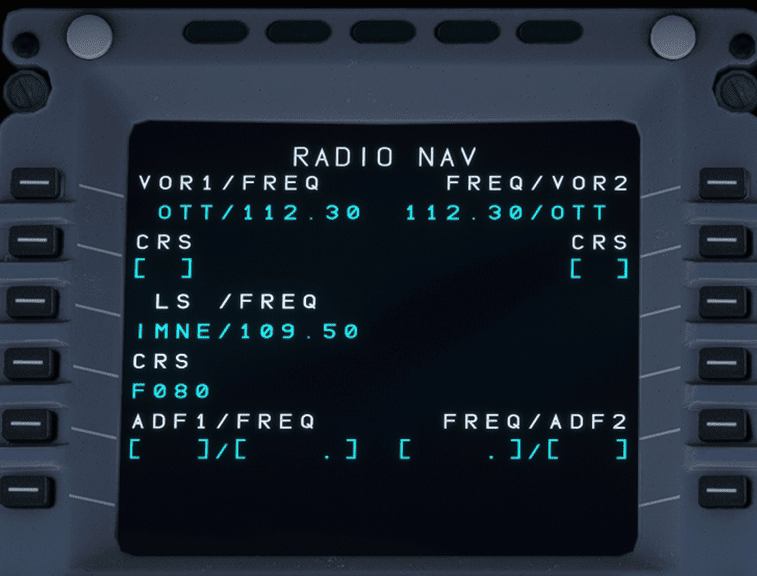 RADIO NAV
VOR1/FREQ FREQ/VOR2
OTT/112.30 112.30/OTT
CRS CRS
[ ] [ ]
LS /FREQ
IMNE/109.50
CRS
F080
ADF1/FREQ FREQ/ADF2
[ ]/[ .] [ .]/[ ]